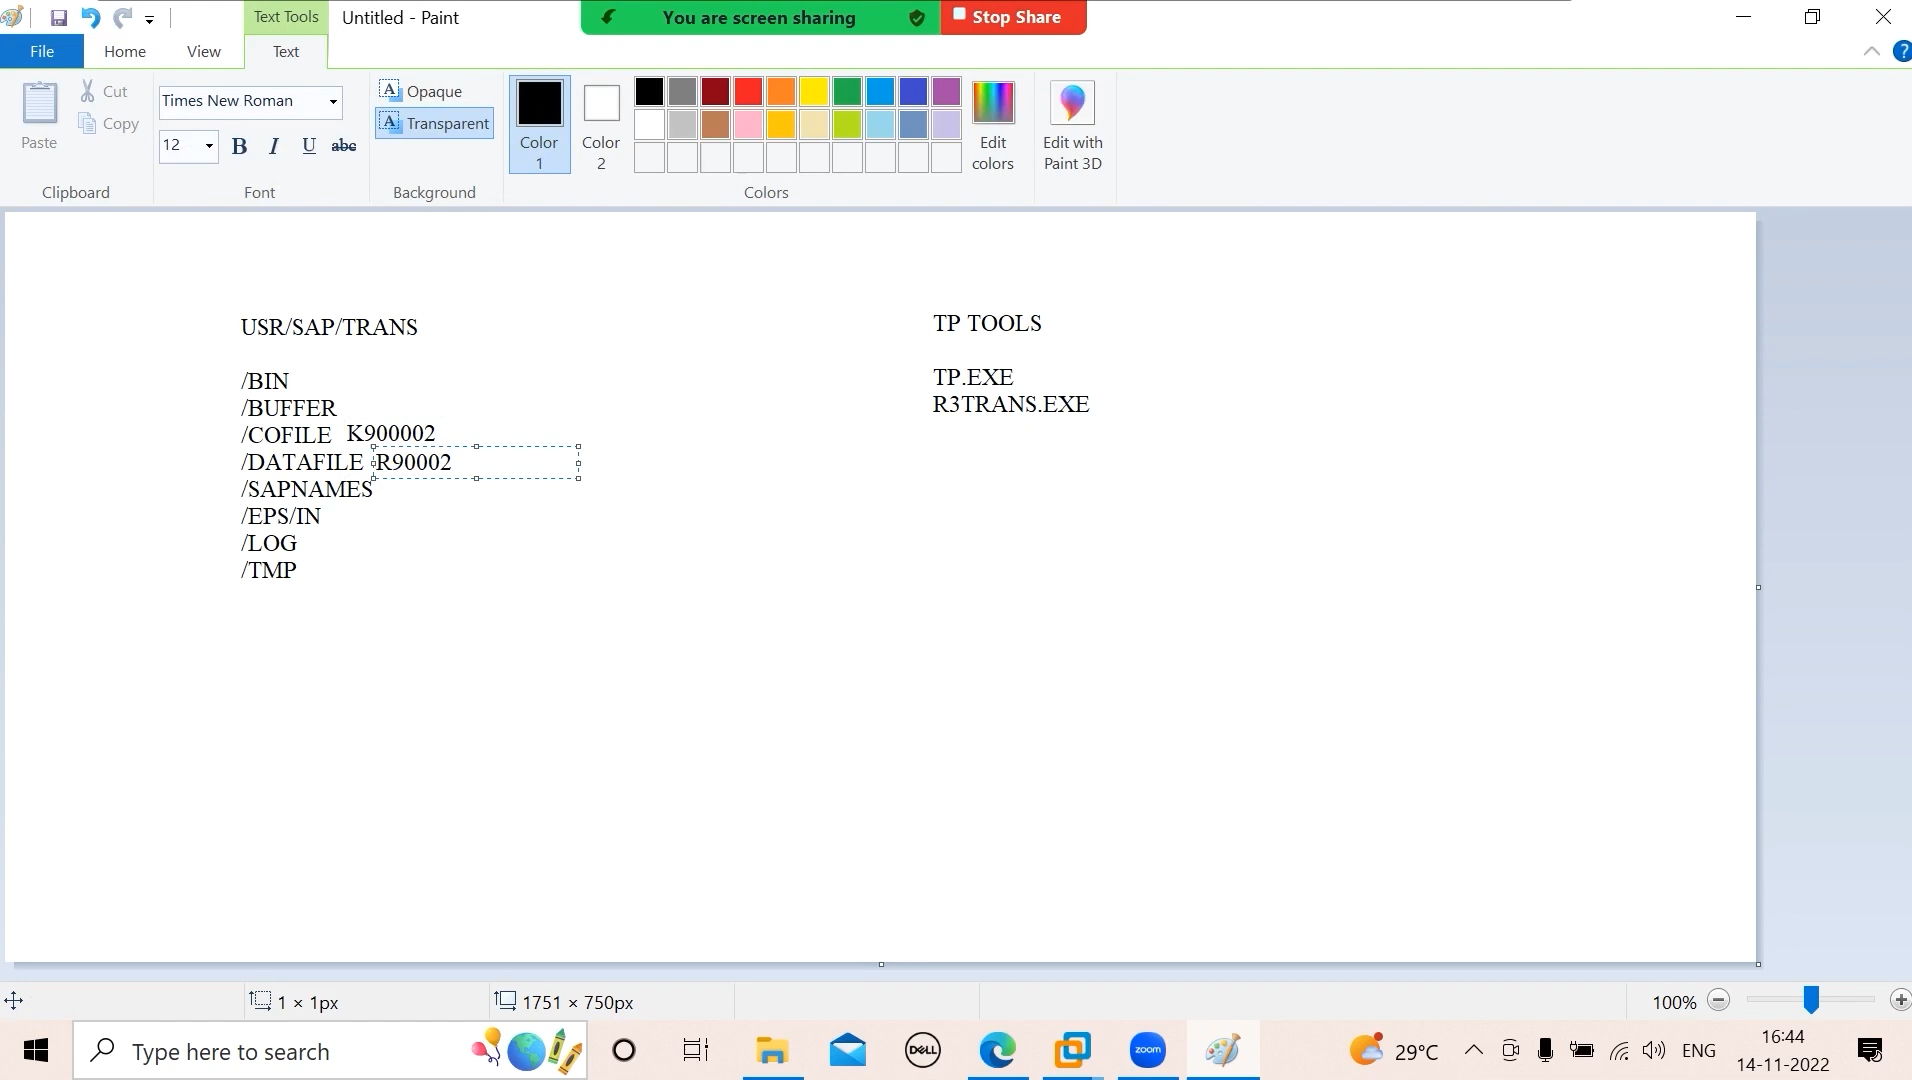 Text Tools
Untitled - Paint
You are screen sharing
Stop Share
File
Home
View
Text
?
Paste
Cut
Copy
Clipboard
Times New Roman
12
B I U abc
Font
A Opaque
A Transparent
Background
Color 1
Color 2
Colors
Edit colors
Edit with Paint 3D
USR/SAP/TRANS
/BIN
/BUFFER
/COFILE K900002
/DATAFILE R90002
/SAPNAMES
/EPS/IN
/LOG
/TMP
TP TOOLS
TP.EXE
R3TRANS.EXE
1 × 1px
1751 × 750px
100%
Type here to search
DELL
zoom
29°C
ENG
16:44
14-11-2022